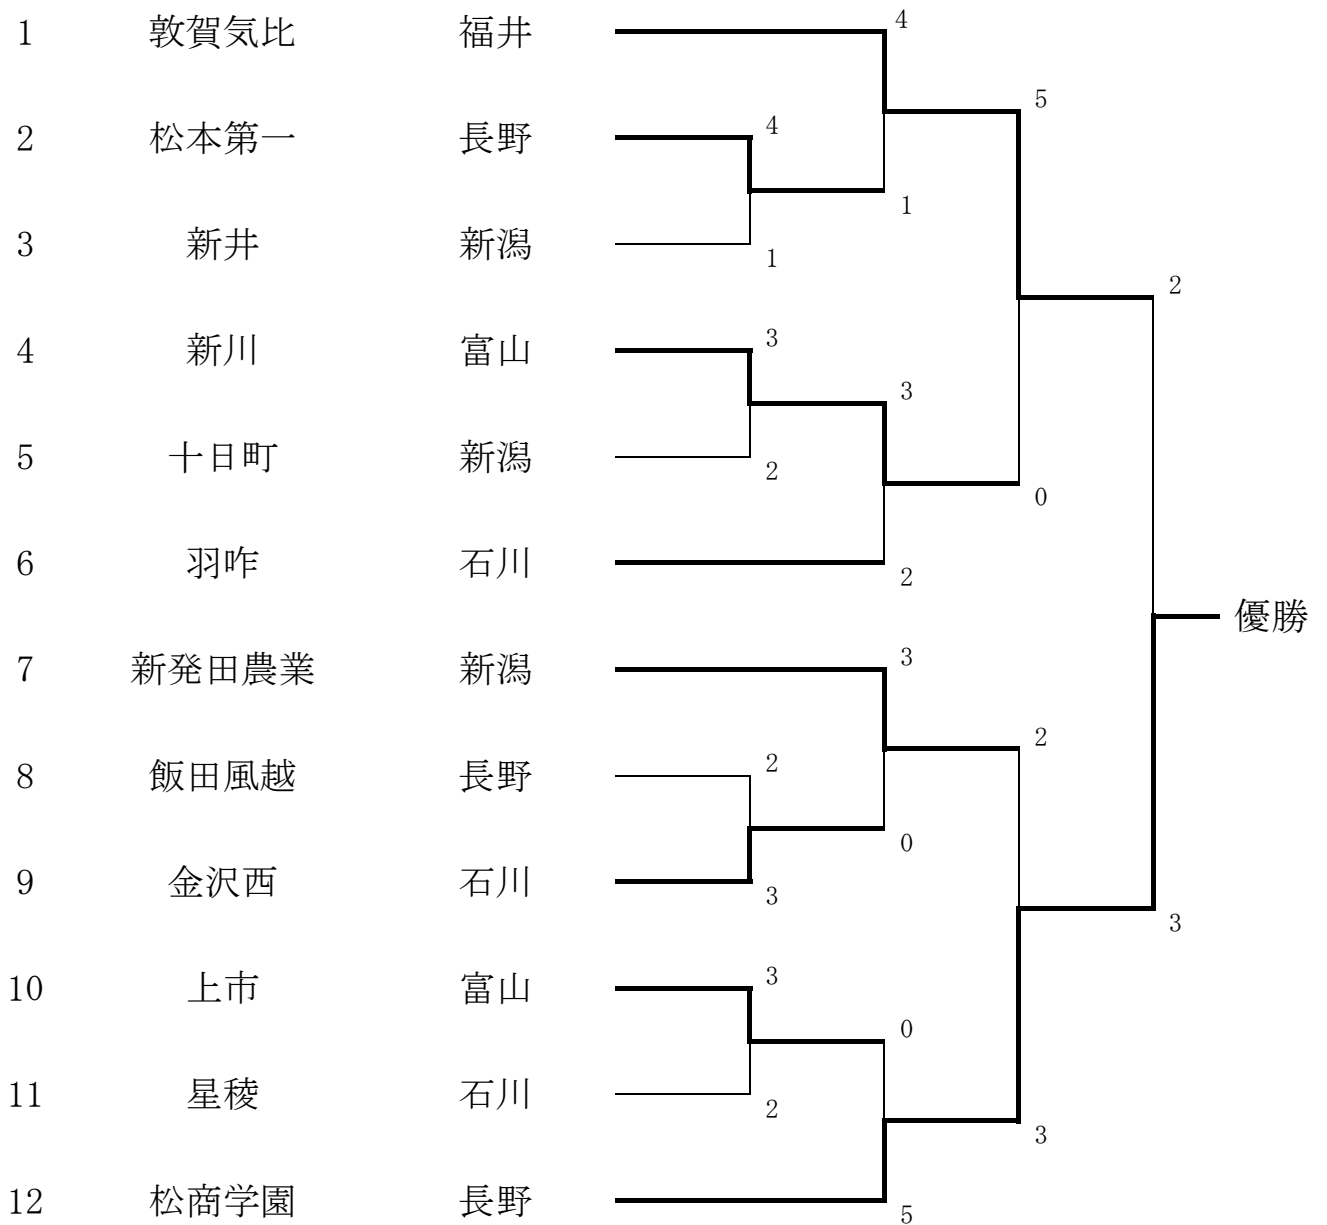 1 敦賀気比 福井 4
5
2 松本第一 長野 4
1
3 新井 新潟 1
2
4 新川 富山 3
3
5 十日町 新潟 2
0
6 羽咋 石川 2
優勝
7 新発田農業 新潟 3
2
8 飯田風越 長野 2
0
9 金沢西 石川 3
3
10 上市 富山 3
0
11 星稜 石川 2
3
12 松商学園 長野 5